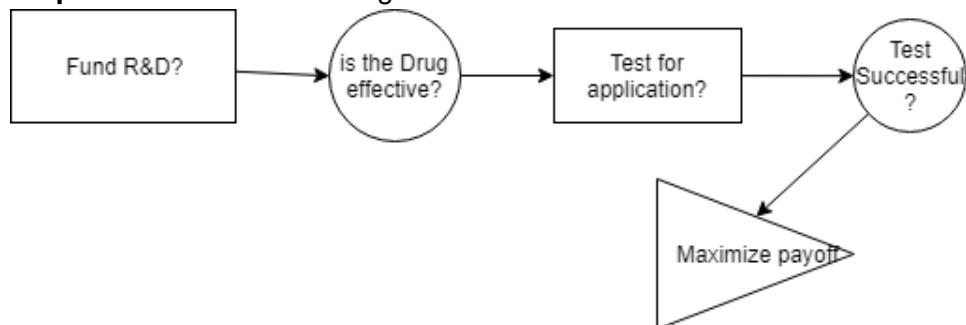 Fund R&D?
is the Drug
effective?
Test for
application?
Test
Successful
?
Maximize payoff